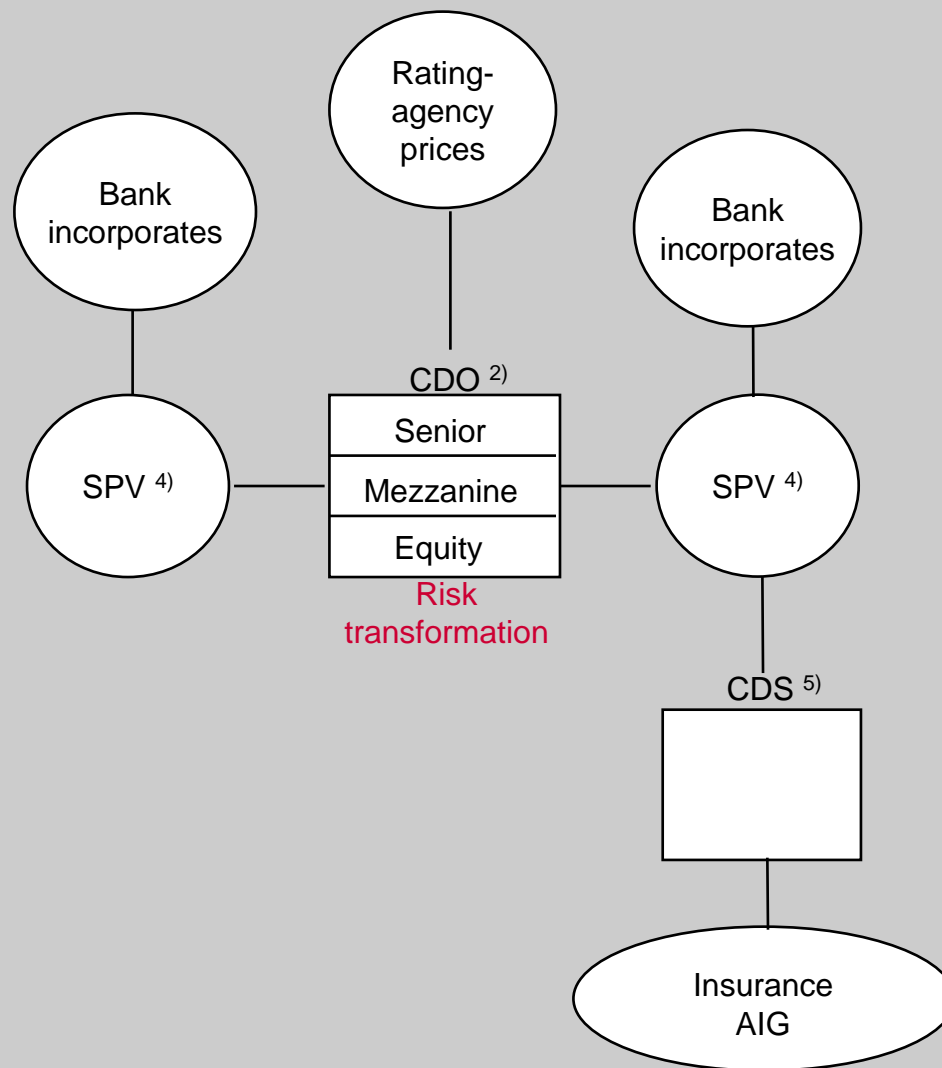 Rating-
agency
prices
Bank
incorporates
Bank
incorporates
CDO 2)
Senior
Mezzanine
Equity
SPV 4)
SPV 4)
Risk
transformation
CDS 5)
Insurance
AIG